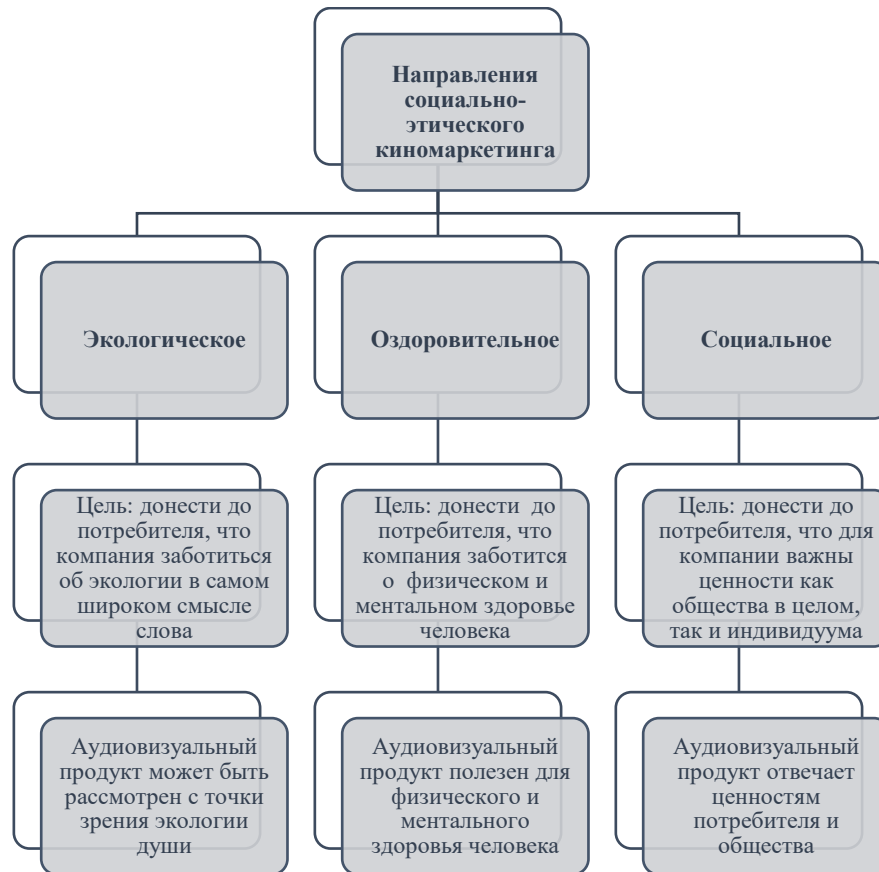 Направления
социально-
этического
киномаркетинга
Экологическое
Оздоровительное
Социальное
Цель: донести до
потребителя, что
компания заботиться
об экологии в самом
широком смысле
слова
Цель: донести до
потребителя, что
компания заботится
о физическом и
ментальном здоровье
человека
Цель: донести до
потребителя, что для
компании важны
ценности как
общества в целом,
так и индивидуума
Аудиовизуальный
продукт может быть
рассмотрен с точки
зрения экологии
души
Аудиовизуальный
продукт полезен для
физического и
ментального
здоровья человека
Аудиовизуальный
продукт отвечает
ценностям
потребителя и
общества